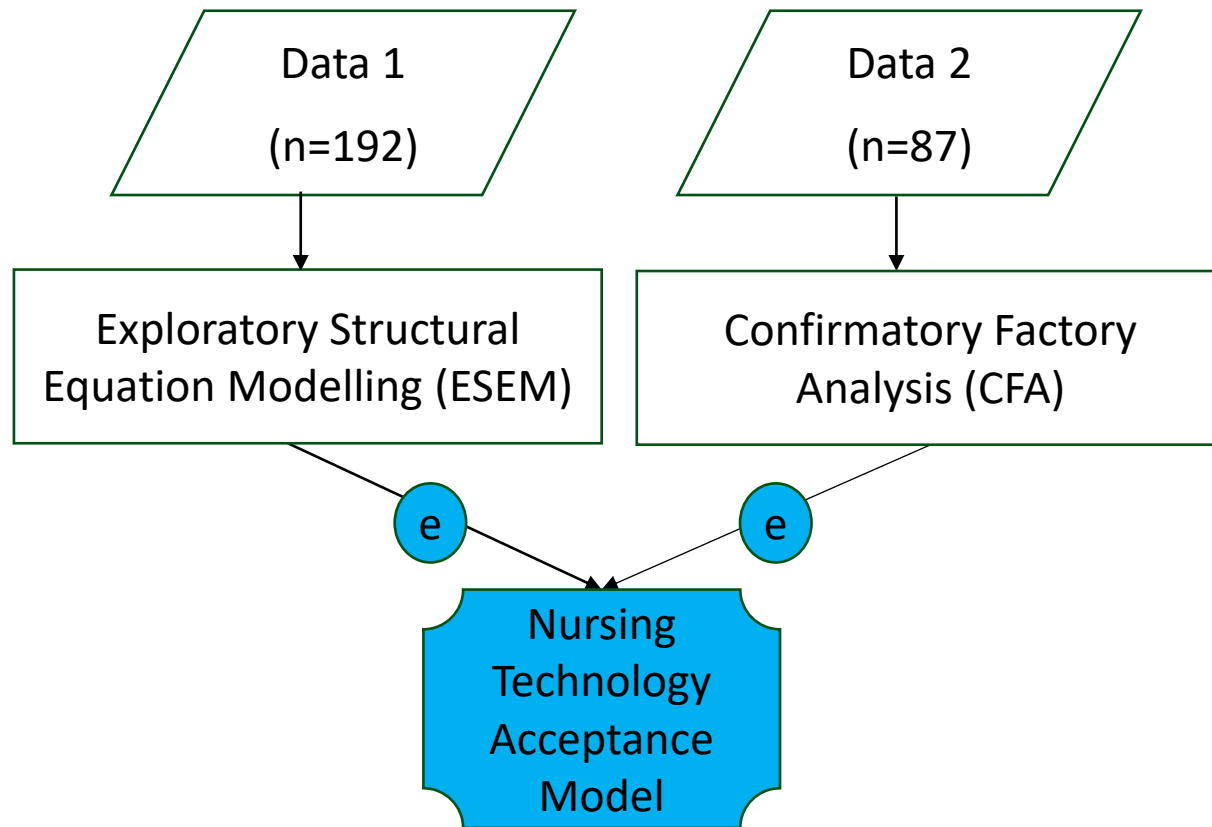 Data 1
(n=192)
Data 2
(n=87)
Exploratory Structural
Equation Modelling (ESEM)
Confirmatory Factory
Analysis (CFA)
e
e
Nursing
Technology
Acceptance
Model